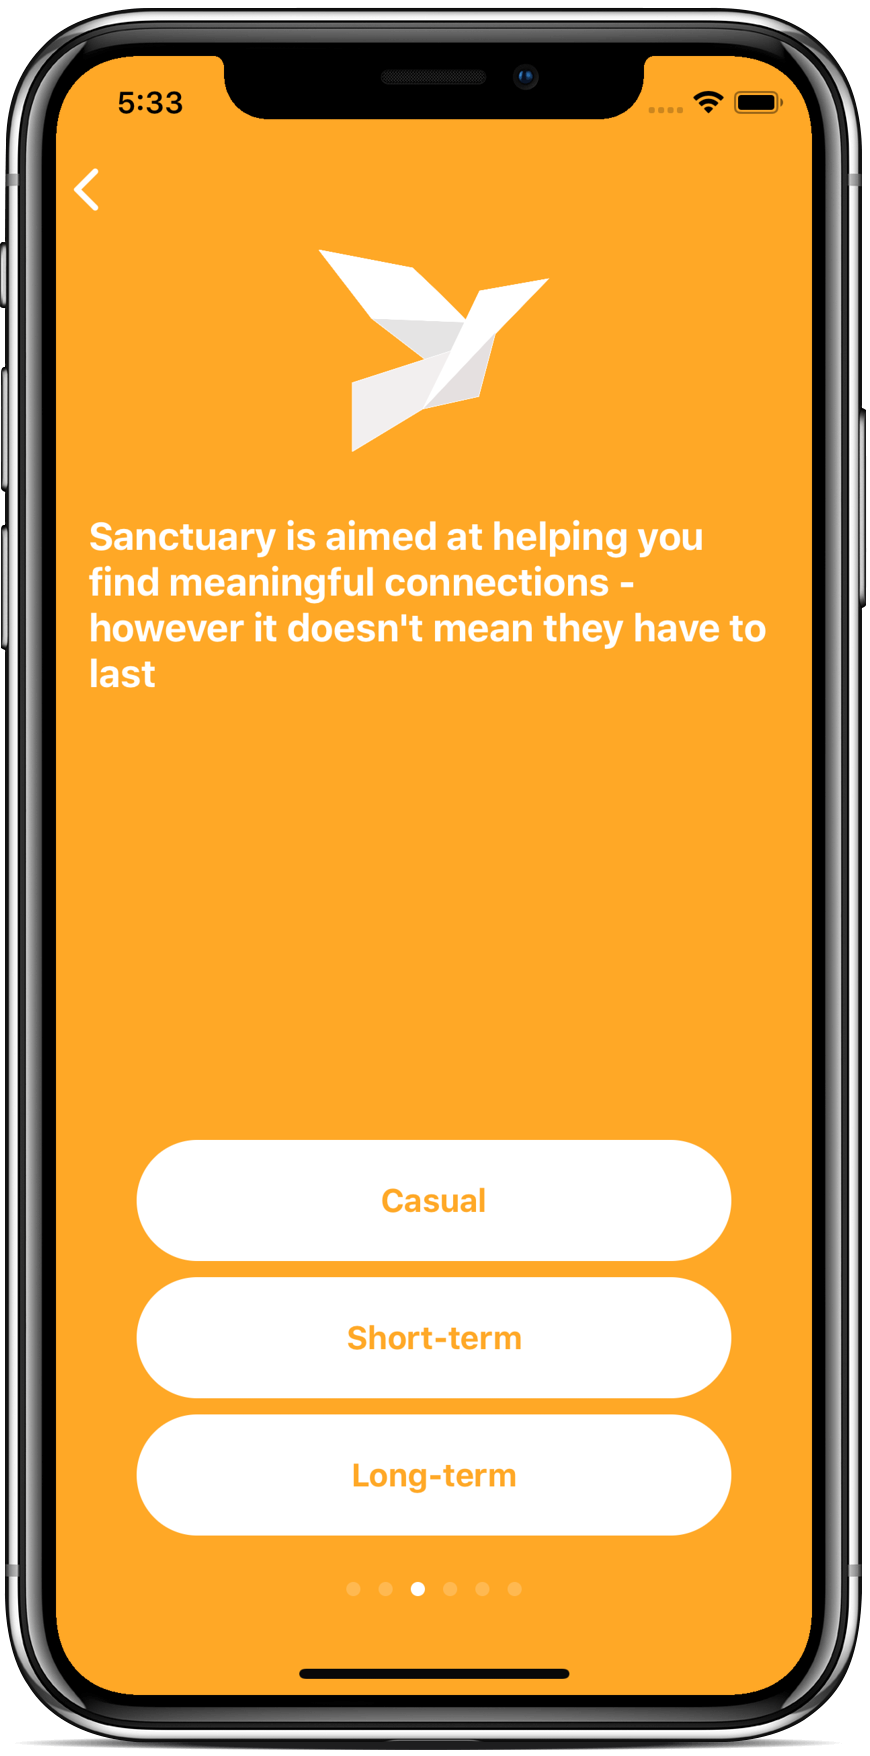 5:33
Sanctuary is aimed at helping you
find meaningful connections -
however it doesn't mean they have to
last
Casual
Short-term
Long-term